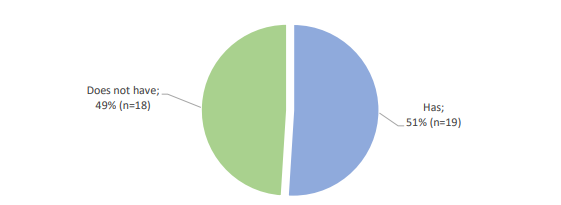 Does not have;
49% (n=18)
Has;
51% (n=19)